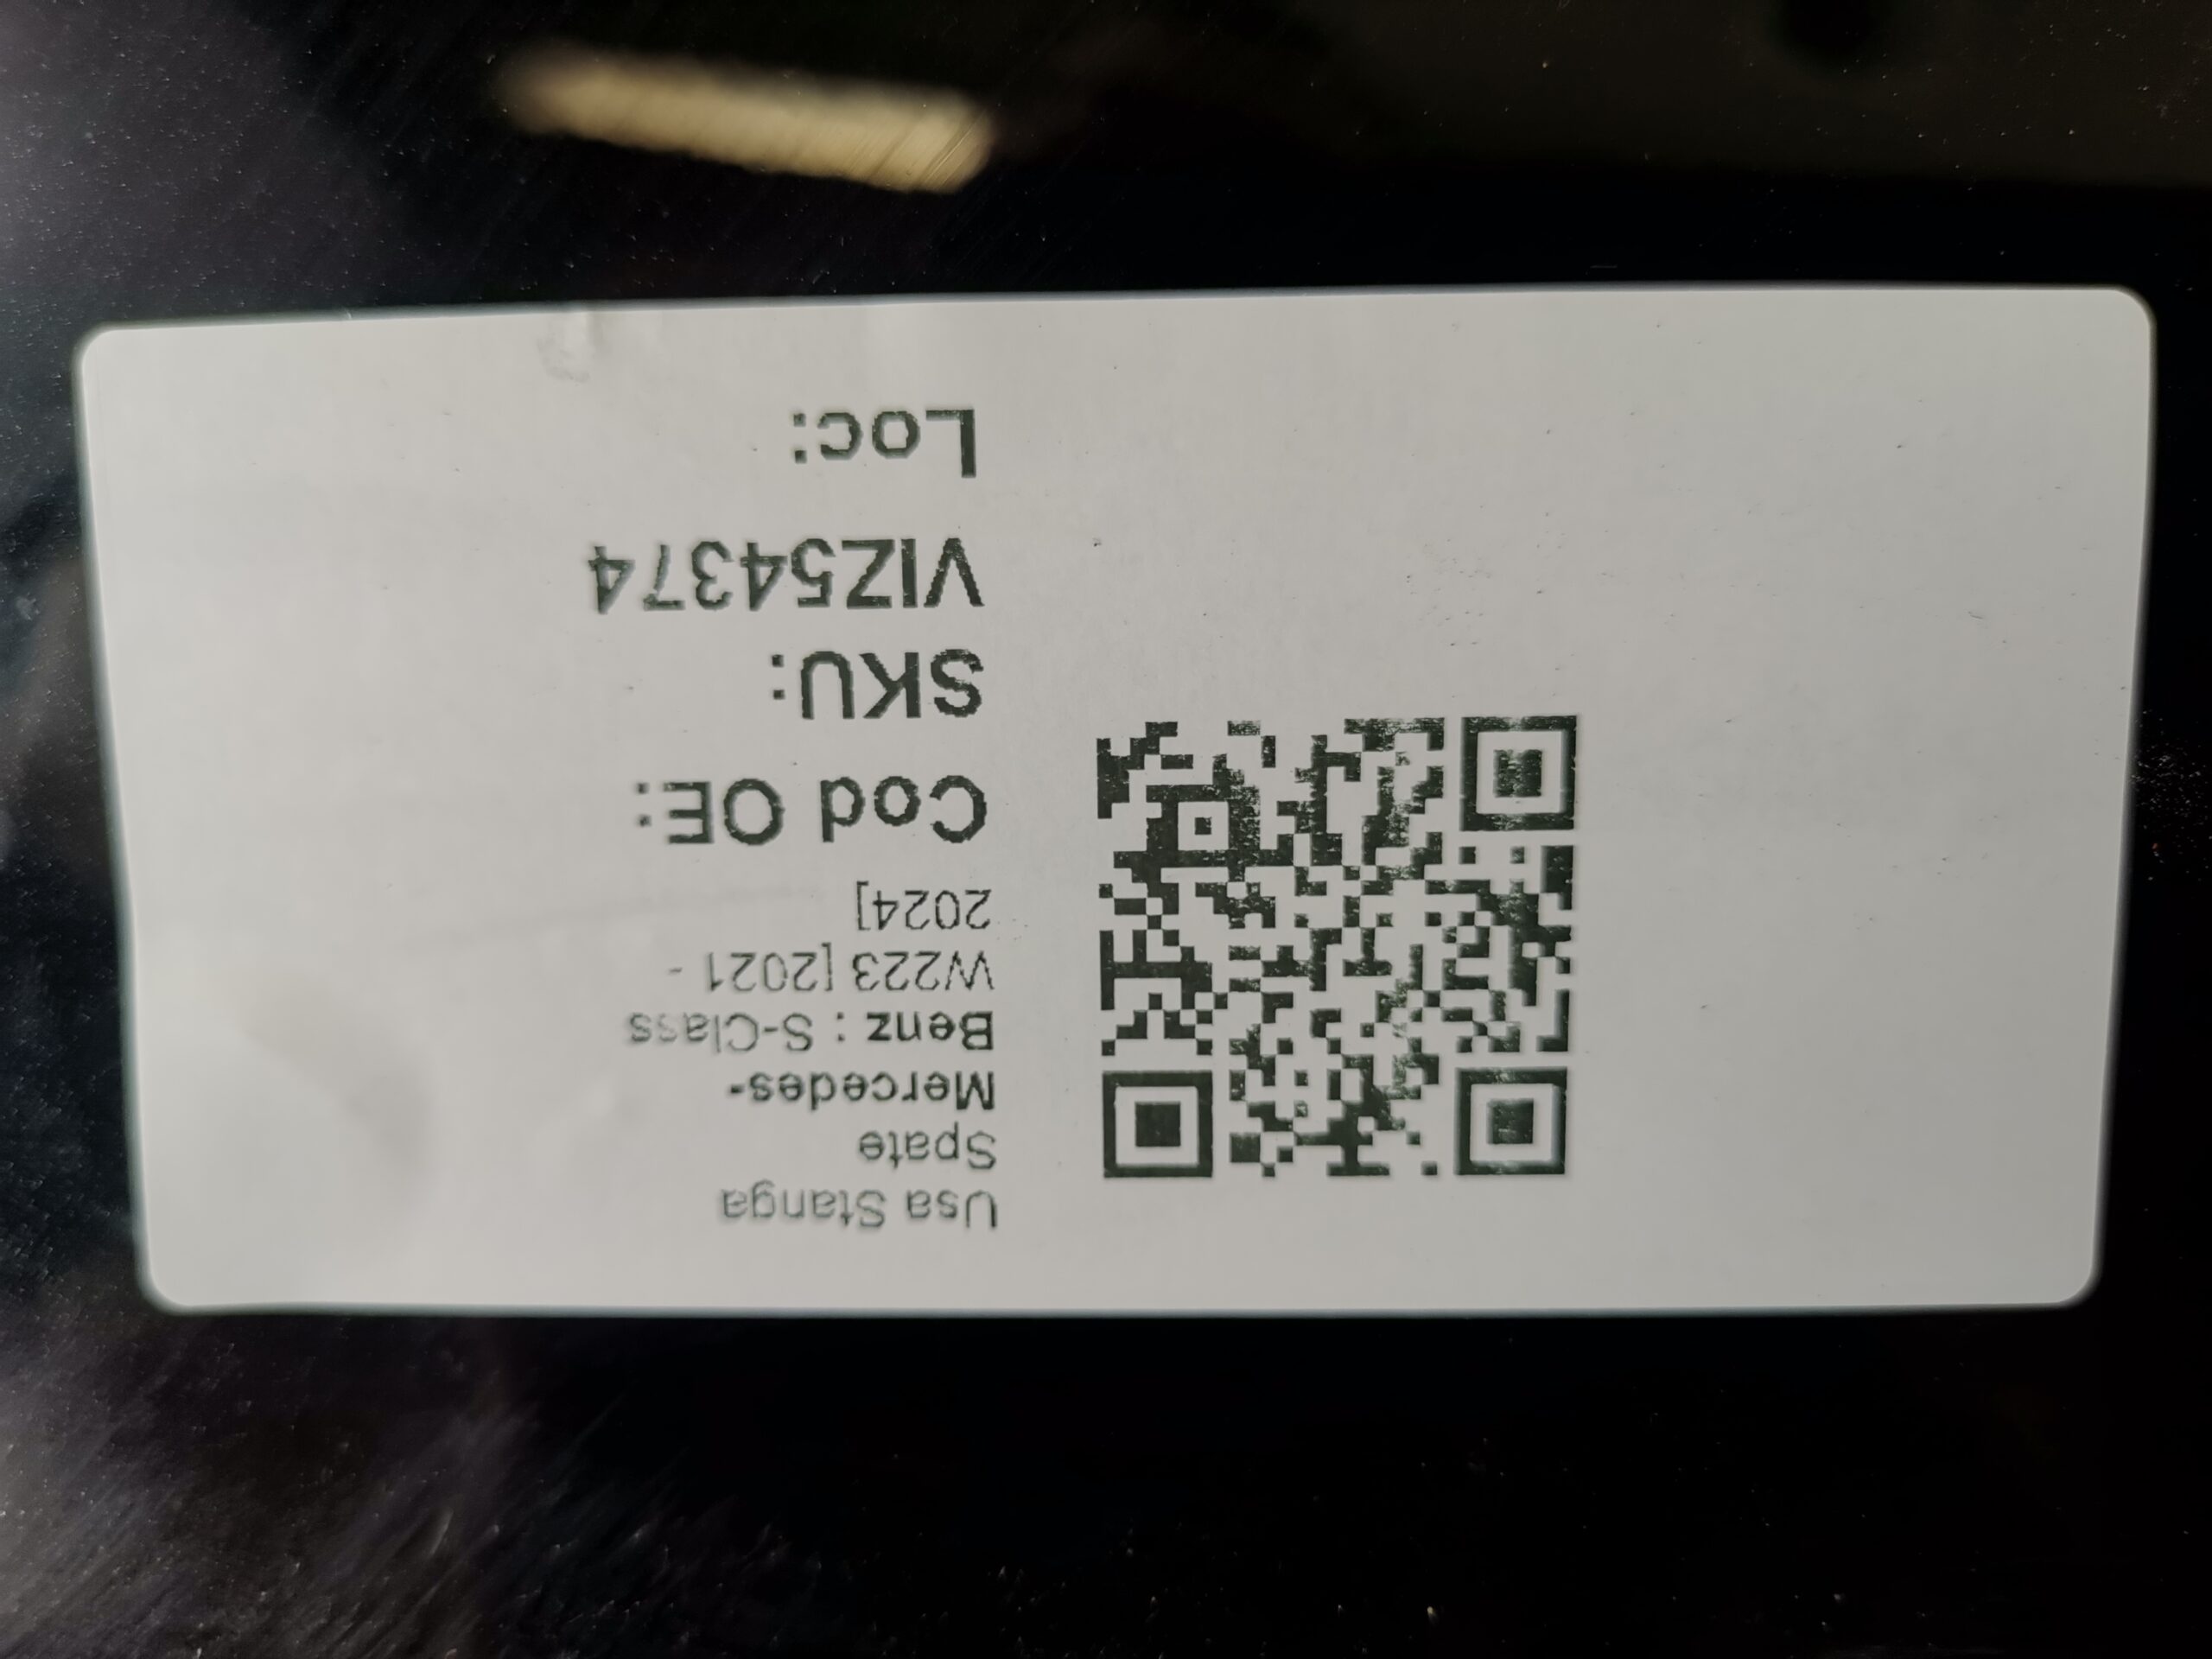 Usa Stanga
Spate
Mercedes-
Benz : S-Class
W223 [2021 -
2024]
Cod OE:
SKU:
VIZ54374
Loc: